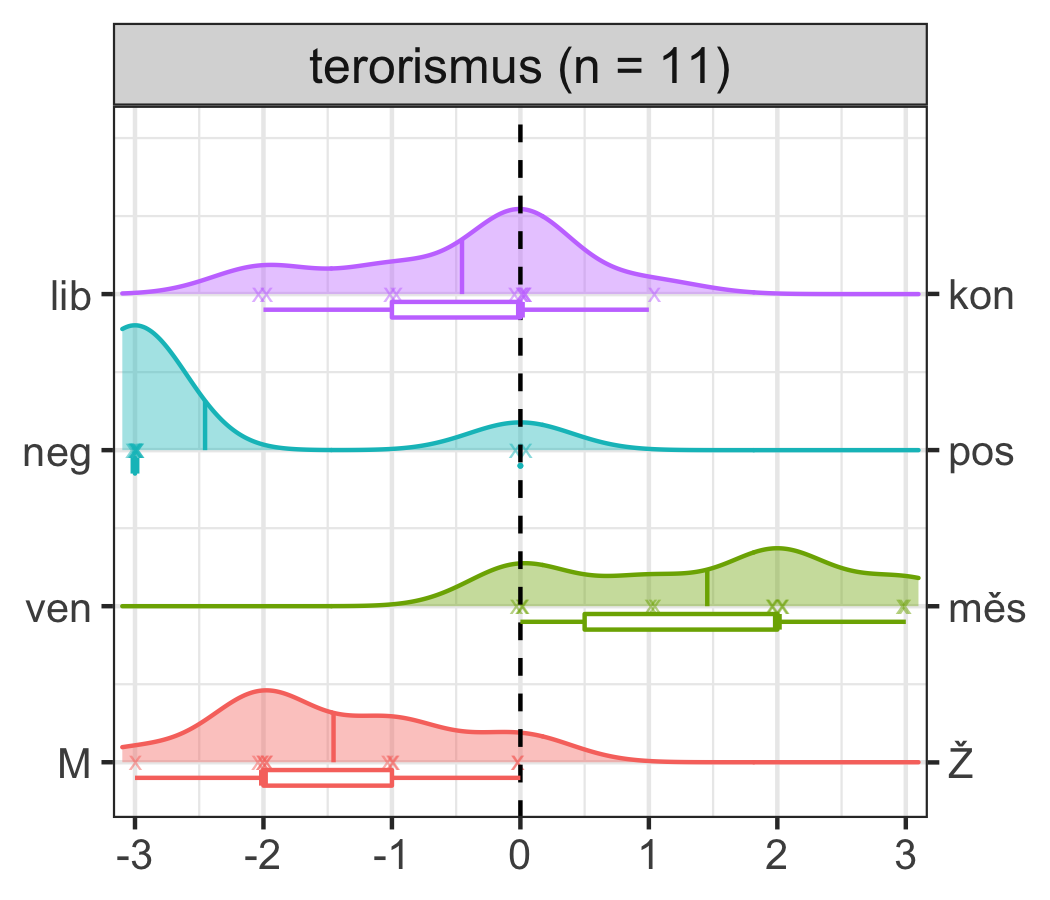 terorismus (n = 11)
lib kon
neg pos
ven měs
M Ž
-3 -2 -1 0 1 2 3